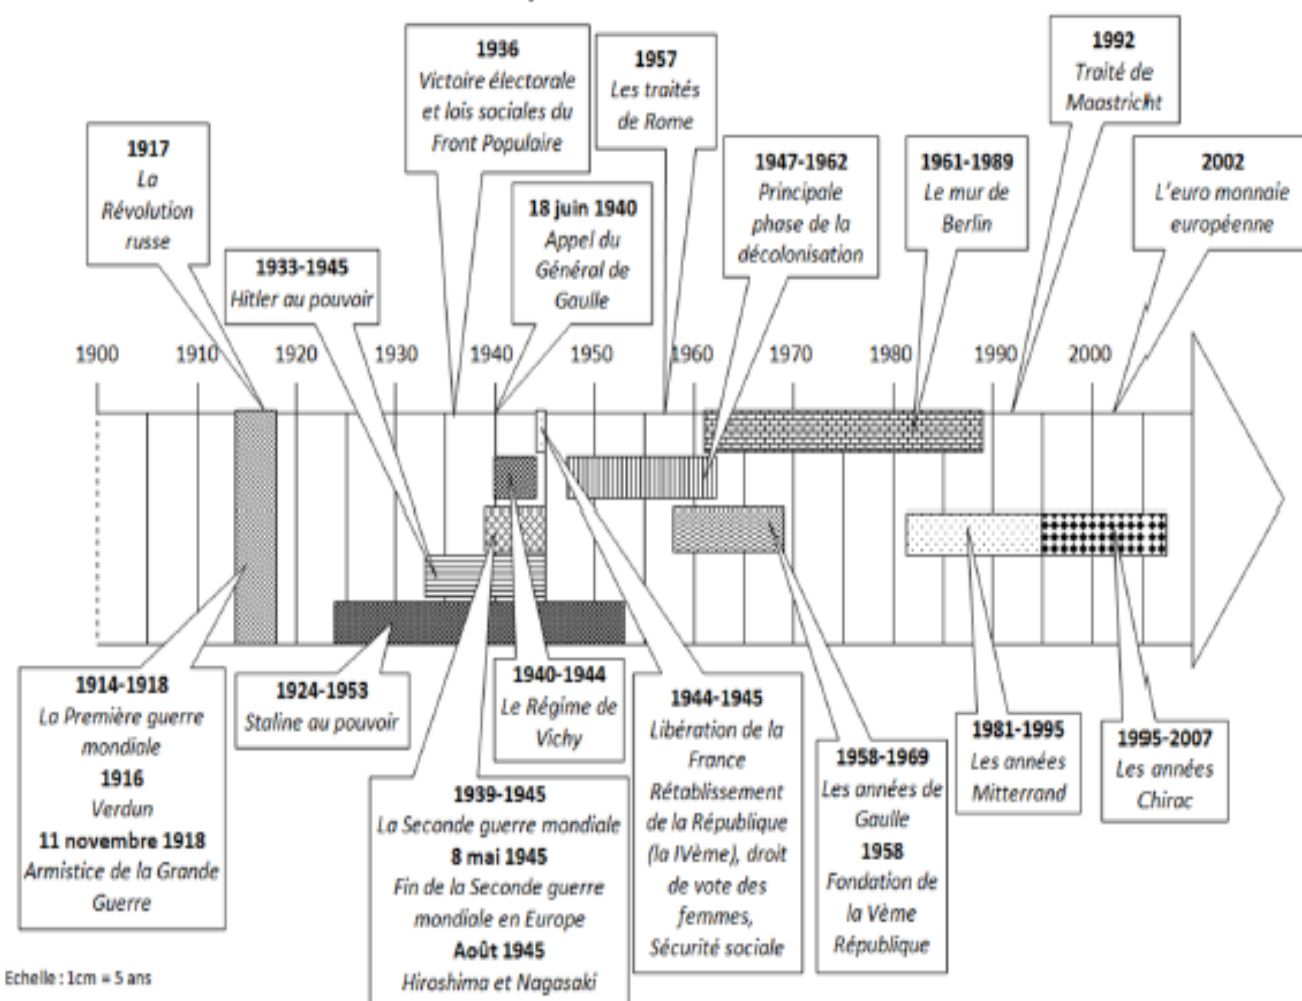 1936
Victoire électorale
et lois sociales du
Front Populaire
1957
Les traités
de Rome
1992
Traité de
Maastricht
1917
La
Révolution
russe
1947-1962
Principale
phase de la
décolonisation
1961-1989
Le mur de
Berlin
2002
L'euro monnaie
européenne
18 juin 1940
Appel du
Général de
Gaulle
1933-1945
Hitler au pouvoir
1900 1910 1920 1930 1940 1950 1960 1970 1980 1990 2000
1914-1918
La Première guerre
mondiale
1916
Verdun
11 novembre 1918
Armistice de la Grande
Guerre
1924-1953
Staline au pouvoir
1940-1944
Le Régime de
Vichy
1939-1945
La Seconde guerre mondiale
8 mai 1945
Fin de la Seconde guerre
mondiale en Europe
Août 1945
Hiroshima et Nagasaki
1944-1945
Libération de la
France
Rétablissement
de la République
(la IVème), droit
de vote des
femmes,
Sécurité sociale
1958-1969
Les années de
Gaulle
1958
Fondation de
la Vème
République
1981-1995
Les années
Mitterrand
1995-2007
Les années
Chirac
Echelle : 1cm = 5 ans